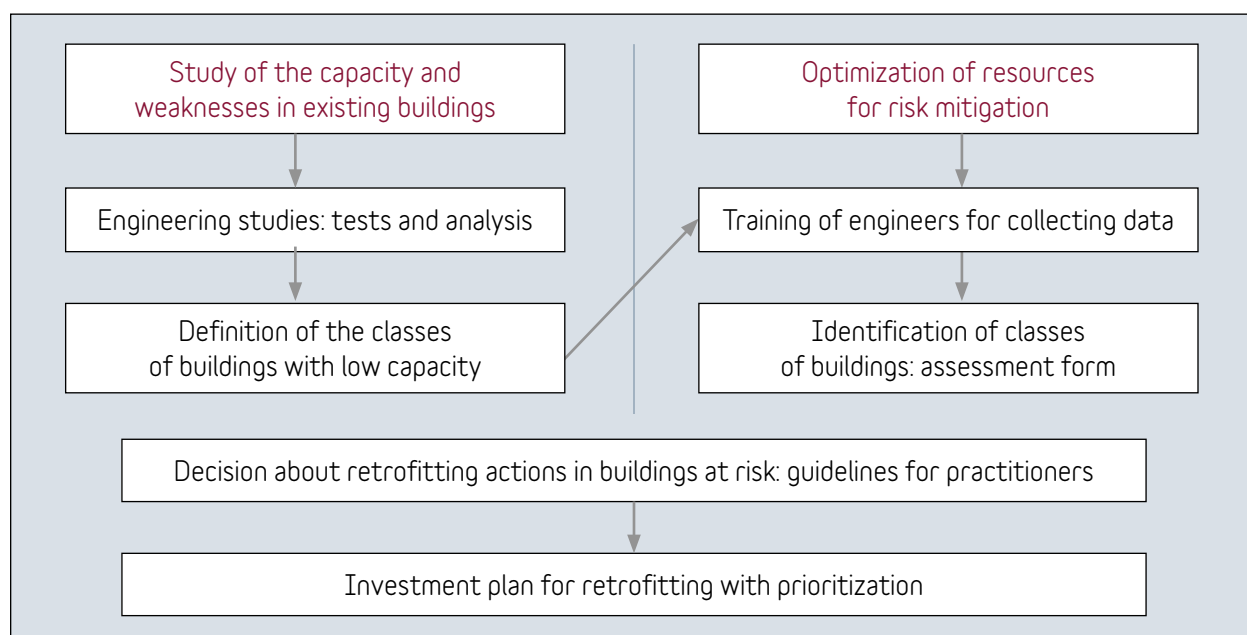 Study of the capacity and
weaknesses in existing buildings
Engineering studies: tests and analysis
Definition of the classes
of buildings with low capacity
Optimization of resources
for risk mitigation
Training of engineers for collecting data
Identification of classes
of buildings: assessment form
Decision about retrofitting actions in buildings at risk: guidelines for practitioners
Investment plan for retrofitting with prioritization